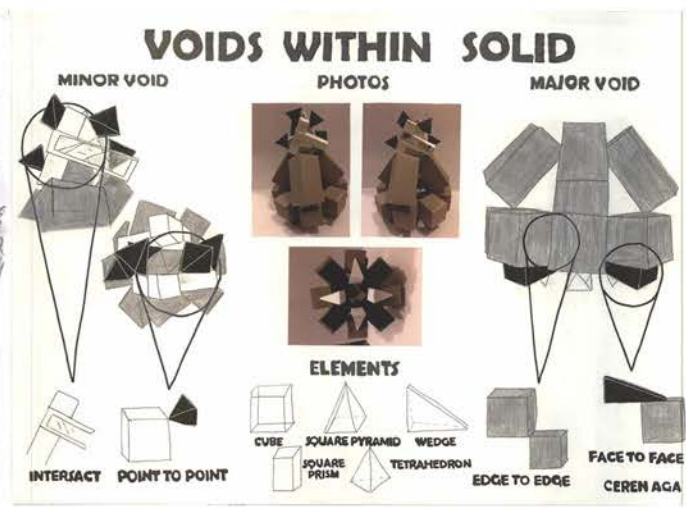 VOIDS WITHIN SOLID
MINOR VOID
PHOTOS
MAJOR VOID
ELEMENTS
CUBE
SQUARE PYRAMID
WEDGE
SQUARE
PRISM
TETRAHEDRON
INTERSACT
POINT TO POINT
EDGE TO EDGE
FACE TO FACE
CEREN AGA